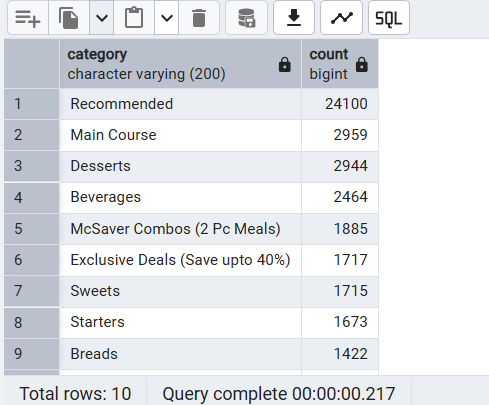 SQL
category count
character varying (200) bigint
1 Recommended 24100
2 Main Course 2959
3 Desserts 2944
4 Beverages 2464
5 McSaver Combos (2 Pc Meals) 1885
6 Exclusive Deals (Save upto 40%) 1717
7 Sweets 1715
8 Starters 1673
9 Breads 1422
Total rows: 10 Query complete 00:00:00.217